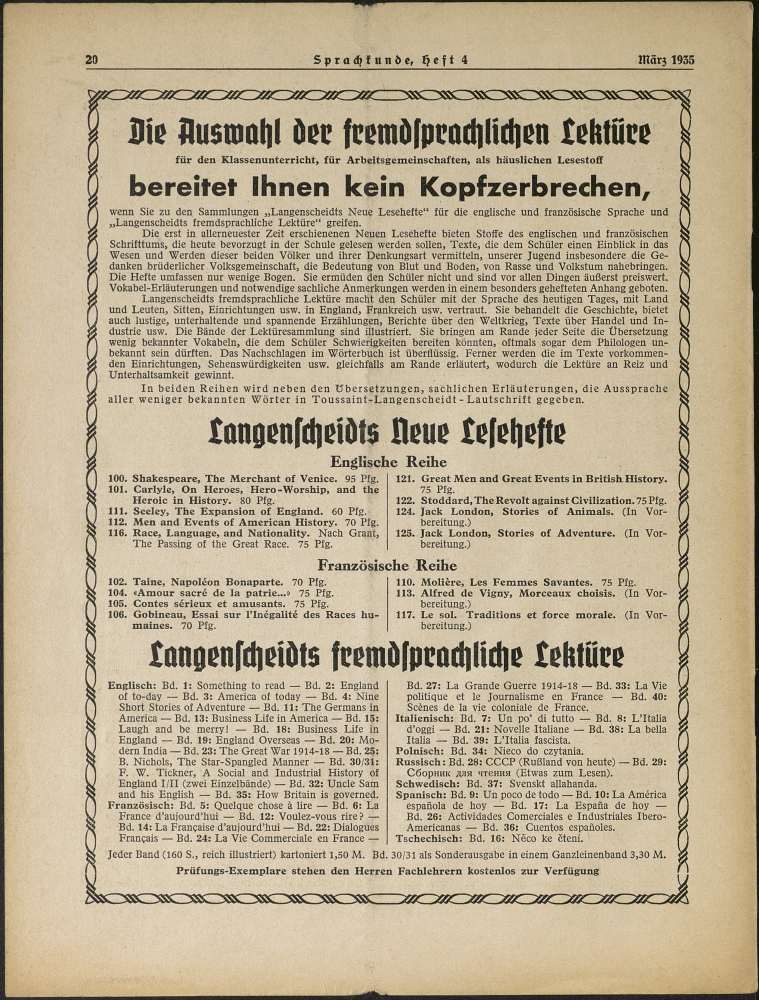 20
Sprachkunde, Heft 4
März 1935
Die Auswahl der fremdsprachlichen Lektüre
für den Klassenunterricht, für Arbeitsgemeinschaften, als häuslichen Lesestoff
bereitet Ihnen kein Kopfzerbrechen,
wenn Sie zu den Sammlungen „Langenscheidts Neue Lesehefte“ für die englische und französische Sprache und
„Langenscheidts fremdsprachliche Lektüre“ greifen.
Die erst in allerneuester Zeit erschienenen Neuen Lesehefte bieten Stoffe des englischen und französischen
Schrifttums, die heute bevorzugt in der Schule gelesen werden sollen, Texte, die dem Schüler einen Einblick in das
Wesen und Werden dieser beiden Völker und ihrer Denkungsart vermitteln, unserer Jugend insbesondere die Ge-
danken brüderlicher Volksgemeinschaft, die Bedeutung von Blut und Boden, von Rasse und Volkstum nahebringen.
Die Hefte umfassen nur wenige Bogen. Sie ermüden den Schüler nicht und sind vor allen Dingen äußerst preiswert.
Vokabel-Erläuterungen und notwendige sachliche Anmerkungen werden in einem besonders gehefteten Anhang geboten.
Langenscheidts fremdsprachliche Lektüre macht den Schüler mit der Sprache des heutigen Tages, mit Land
und Leuten, Sitten, Einrichtungen usw. in England, Frankreich usw. vertraut. Sie behandelt die Geschichte, bietet
auch lustige, unterhaltende und spannende Erzählungen, Berichte über den Weltkrieg, Texte über Handel und In-
dustrie usw. Die Bände der Lektüresammlung sind illustriert. Sie bringen am Rande jeder Seite die Übersetzung
wenig bekannter Vokabeln, die dem Schüler Schwierigkeiten bereiten könnten, oftmals sogar dem Philologen un-
bekannt sein dürften. Das Nachschlagen im Wörterbuch ist überflüssig. Ferner werden die im Texte vorkommen-
den Einrichtungen, Sehenswürdigkeiten usw. gleichfalls am Rande erläutert, wodurch die Lektüre an Reiz und
Unterhaltsamkeit gewinnt.
In beiden Reihen wird neben den Übersetzungen, sachlichen Erläuterungen, die Aussprache
aller weniger bekannten Wörter in Toussaint-Langenscheidt-Lautschrift gegeben.
Langenscheidts Neue Lesehefte
Englische Reihe
100. Shakespeare, The Merchant of Venice. 95 Pfg.
101. Carlyle, On Heroes, Hero-Worship, and the
Heroic in History. 80 Pfg.
111. Seeley, The Expansion of England. 60 Pfg.
112. Men and Events of American History. 70 Pfg.
116. Race, Language, and Nationality. Nach Grant,
The Passing of the Great Race. 75 Pfg.
121. Great Men and Great Events in British History.
75 Pfg.
122. Stoddard, The Revolt against Civilization. 75 Pfg.
124. Jack London, Stories of Animals. (In Vor-
bereitung.)
125. Jack London, Stories of Adventure. (In Vor-
bereitung.)
Französische Reihe
102. Taine, Napoléon Bonaparte. 70 Pfg.
104. «Amour sacré de la patrie...» 75 Pfg.
105. Contes sérieux et amusants. 75 Pfg.
106. Gobineau, Essai sur l'Inégalité des Races hu-
maines. 70 Pfg.
110. Molière, Les Femmes Savantes. 75 Pfg.
113. Alfred de Vigny, Morceaux choisis. (In Vor-
bereitung.)
117. Le sol. Traditions et force morale. (In Vor-
bereitung.)
Langenscheidts fremdsprachliche Lektüre
Englisch: Bd. 1: Something to read — Bd. 2: England
of to-day — Bd. 3: America of today — Bd. 4: Nine
Short Stories of Adventure — Bd. 11: The Germans in
America — Bd. 13: Business Life in America — Bd. 15:
Laugh and be merry! — Bd. 18: Business Life in
England — Bd. 19: England Overseas — Bd. 20: Mo-
dern India — Bd. 23: The Great War 1914-18 — Bd. 25:
B. Nichols, The Star-Spangled Manner — Bd. 30/31:
F. W. Tickner, A Social and Industrial History of
England I/II (zwei Einzelbände) — Bd. 32: Uncle Sam
and his English — Bd. 35: How Britain is governed.
Französisch: Bd. 5: Quelque chose à lire — Bd. 6: La
France d'aujourd'hui — Bd. 12: Voulez-vous rire? —
Bd. 14: La Française d'aujourd'hui — Bd. 22: Dialogues
Français — Bd. 24: La Vie Commerciale en France —
Bd. 27: La Grande Guerre 1914-18 — Bd. 33: La Vie
politique et le Journalisme en France — Bd. 40:
Scènes de la vie coloniale de France.
Italienisch: Bd. 7: Un po' di tutto — Bd. 8: L'Italia
d'oggi — Bd. 21: Novelle Italiane — Bd. 38: La bella
Italia — Bd. 39: L'Italia fascista.
Polnisch: Bd. 34: Nieco do czytania.
Russisch: Bd. 28: CCCP (Rußland von heute) — Bd. 29:
Сборник для чтения (Etwas zum Lesen).
Schwedisch: Bd. 37: Svenskt allahanda.
Spanisch: Bd. 9: Un poco de todo — Bd. 10: La América
española de hoy — Bd. 17: La España de hoy —
Bd. 26: Actividades Comerciales e Industriales Ibero-
Americanas — Bd. 36: Cuentos españoles.
Tschechisch: Bd. 16: Něco ke čtení.
Jeder Band (160 S., reich illustriert) kartoniert 1,50 M. Bd. 30/31 als Sonderausgabe in einem Ganzleinenband 3,30 M.
Prüfungs-Exemplare stehen den Herren Fachlehrern kostenlos zur Verfügung